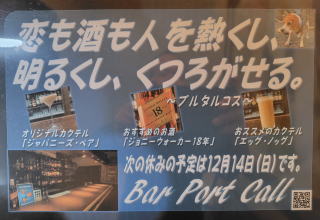 恋も酒も人を熱くし、
明るくし、くつろがせる。
～プルタルコス～
オリジナルカクテル
「ジャパニーズ・ペア」
おすすめのお酒
「ジョニーウォーカー18年」
おススメのカクテル
「エッグ・ノッグ」
18
次の休みの予定は12月14日(日)です。
Bar Port Call